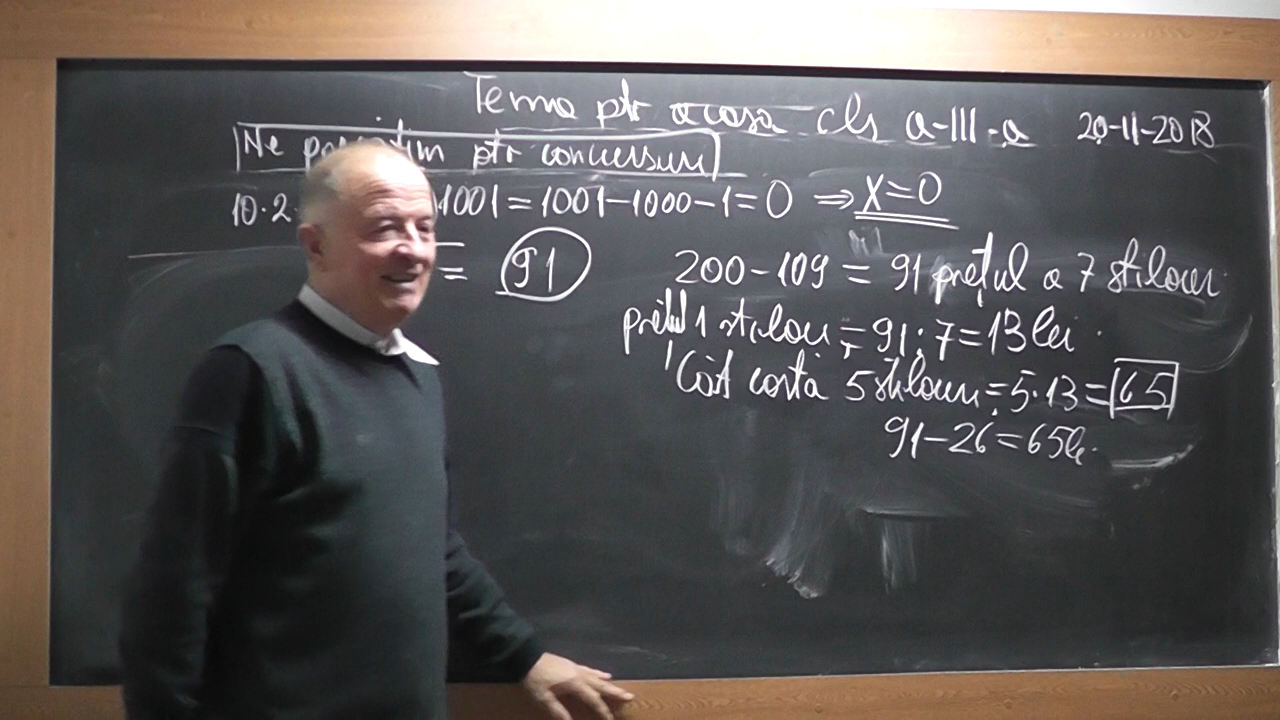 Tema ptr acasa cls a-III-a 20-11-2018
Ne ptr concursuri
10·2 1001=1001-1000-1=0 ⇒ X=0
= 91
200-109 = 91 prețul a 7 stilouri
prețul 1 stilou = 91:7=13 lei
Cât costa 5 stilouri=5·13=65
91-26=65 lei